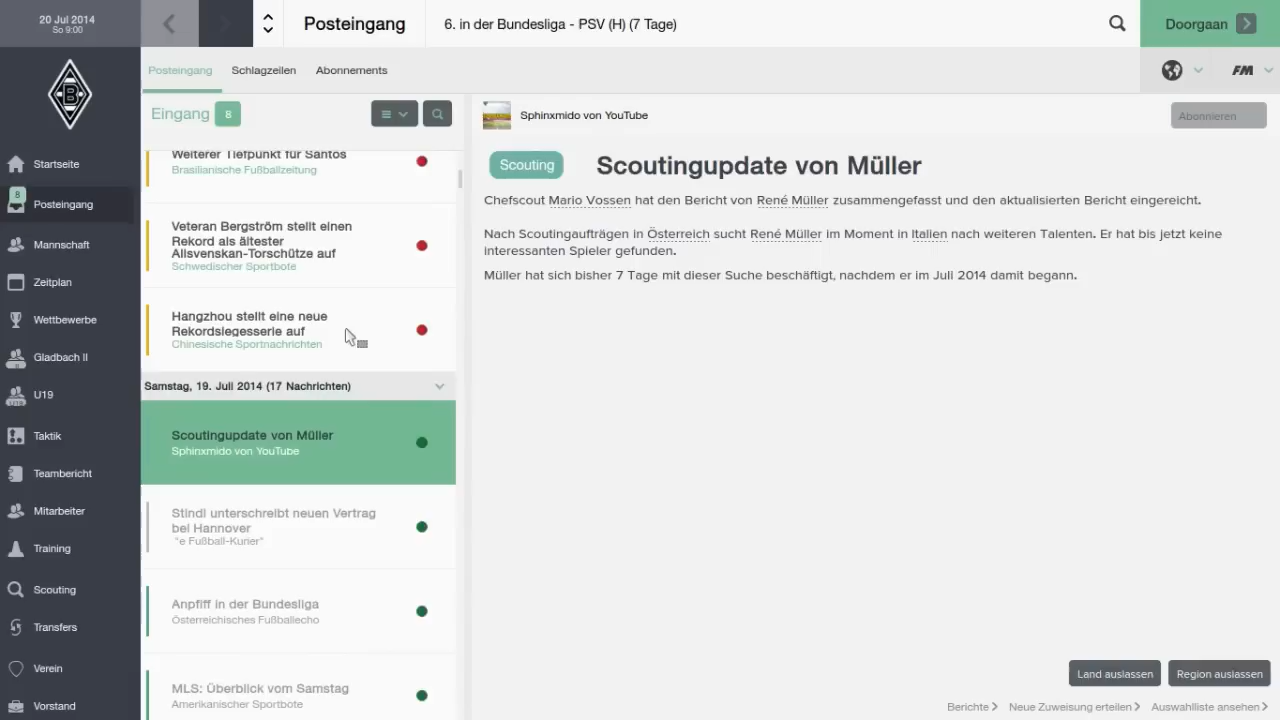 20 Jul 2014
So 9:00
Posteingang
6. in der Bundesliga - PSV (H) (7 Tage)
Doorgaan
Posteingang
Schlagzeilen
Abonnements
FM
Eingang
8
Sphinxmido von YouTube
Abonnieren
B
Startseite
8
Posteingang
Mannschaft
Zeitplan
Wettbewerbe
Gladbach II
U19
Taktik
Teambericht
Mitarbeiter
Training
Scouting
Transfers
Verein
Vorstand
Weiterer Tiefpunkt für Santos
Brasilianische Fußballzeitung
Veteran Bergström stellt einen
Rekord als ältester
Allsvenskan-Torschütze auf
Schwedischer Sportbote
Hangzhou stellt eine neue
Rekordsiegesserie auf
Chinesische Sportnachrichten
Samstag, 19. Juli 2014 (17 Nachrichten)
Scoutingupdate von Müller
Sphinxmido von YouTube
Stindl unterschreibt neuen Vertrag
bei Hannover
"e Fußball-Kurier"
Anpfiff in der Bundesliga
Österreichisches Fußballecho
MLS: Überblick vom Samstag
Amerikanischer Sportbote
Scouting
Scoutingupdate von Müller
Chefscout Mario Vossen hat den Bericht von René Müller zusammengefasst und den aktualisierten Bericht eingereicht.
Nach Scoutingaufträgen in Österreich sucht René Müller im Moment in Italien nach weiteren Talenten. Er hat bis jetzt keine
interessanten Spieler gefunden.
Müller hat sich bisher 7 Tage mit dieser Suche beschäftigt, nachdem er im Juli 2014 damit begann.
Land auslassen
Region auslassen
Berichte
Neue Zuweisung erteilen
Auswahlliste ansehen